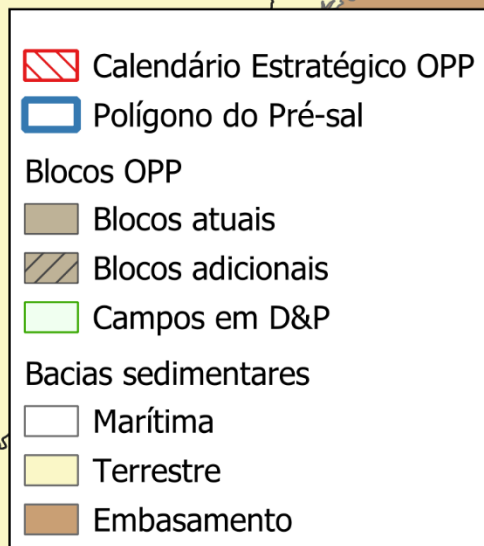 Calendário Estratégico OPP
Polígono do Pré-sal
Blocos OPP
Blocos atuais
Blocos adicionais
Campos em D&P
Bacias sedimentares
Marítima
Terrestre
Embasamento